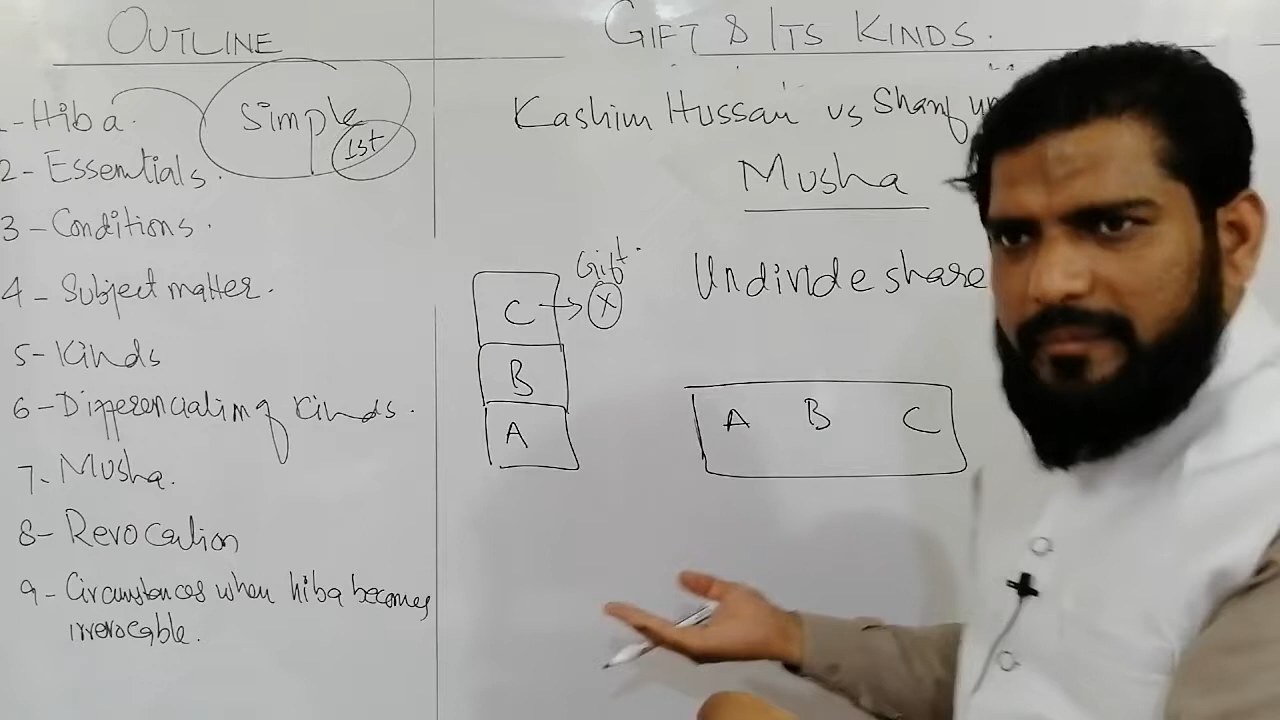 OUTLINE
1-Hiba.
Simple
1st
2-Essentials.
3-Conditions.
4-Subject matter.
5-Kinds
6-Differenciating Kinds.
7-Musha.
8-Revocation
9-Circumstances when hiba becomes
irrevocable.
GIFT & ITS KINDS.
Kashim Hussain vs
Musha
Undivide share
Gift.
C → X
B
A
A B C